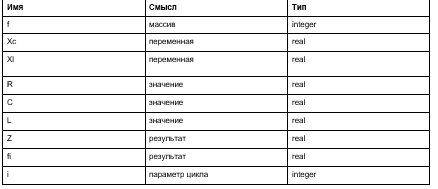 Имя Смысл Тип
f массив integer
Xc переменная real
Xl переменная real
R значение real
C значение real
L значение real
Z результат real
fi результат real
i параметр цикла integer